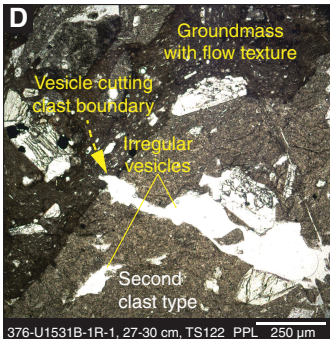 D
Groundmass
with flow texture
Vesicle cutting
clast boundary
Irregular
vesicles
Second
clast type
376-U1531B-1R-1, 27-30 cm, TS122 PPL 250 µm